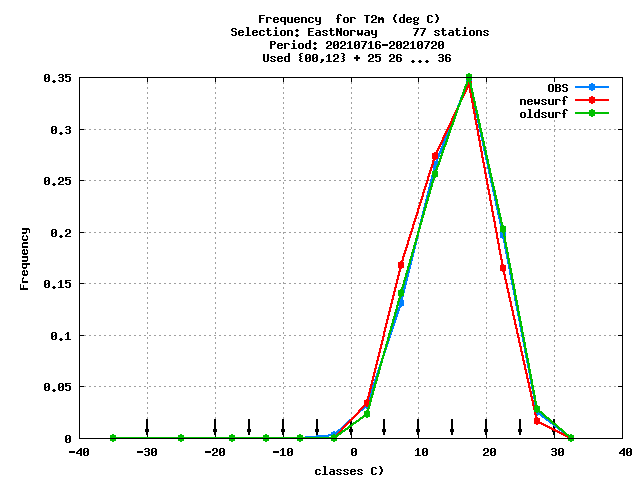 Frequency  for T2m (deg C)
Selection: EastNorway     77 stations
Period: 20210716-20210720
Used {00,12} + 25 26 ... 36
OBS
newsurf
oldsurf
Frequency
0.35
0.3
0.25
0.2
0.15
0.1
0.05
0
-40 -30 -20 -10 0 10 20 30 40
classes C)